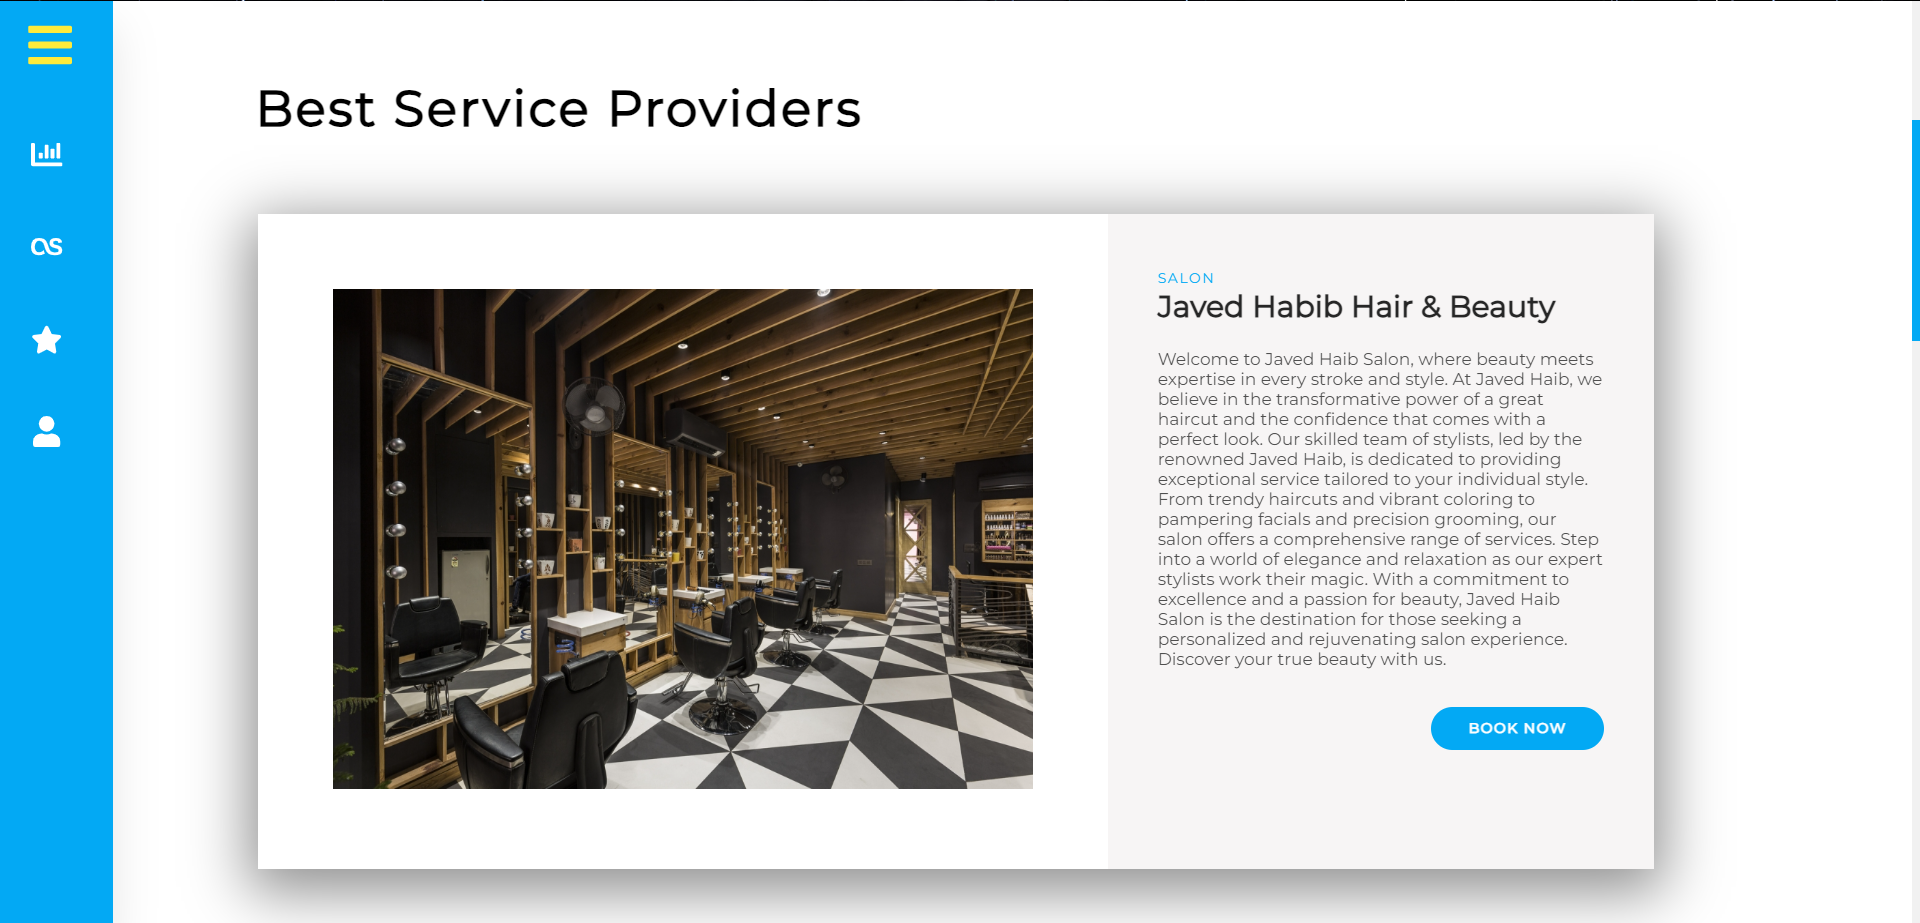 Best Service Providers
SALON
Javed Habib Hair & Beauty
Welcome to Javed Haib Salon, where beauty meets
expertise in every stroke and style. At Javed Haib, we
believe in the transformative power of a great
haircut and the confidence that comes with a
perfect look. Our skilled team of stylists, led by the
renowned Javed Haib, is dedicated to providing
exceptional service tailored to your individual style.
From trendy haircuts and vibrant coloring to
pampering facials and precision grooming, our
salon offers a comprehensive range of services. Step
into a world of elegance and relaxation as our expert
stylists work their magic. With a commitment to
excellence and a passion for beauty, Javed Haib
Salon is the destination for those seeking a
personalized and rejuvenating salon experience.
Discover your true beauty with us.
BOOK NOW